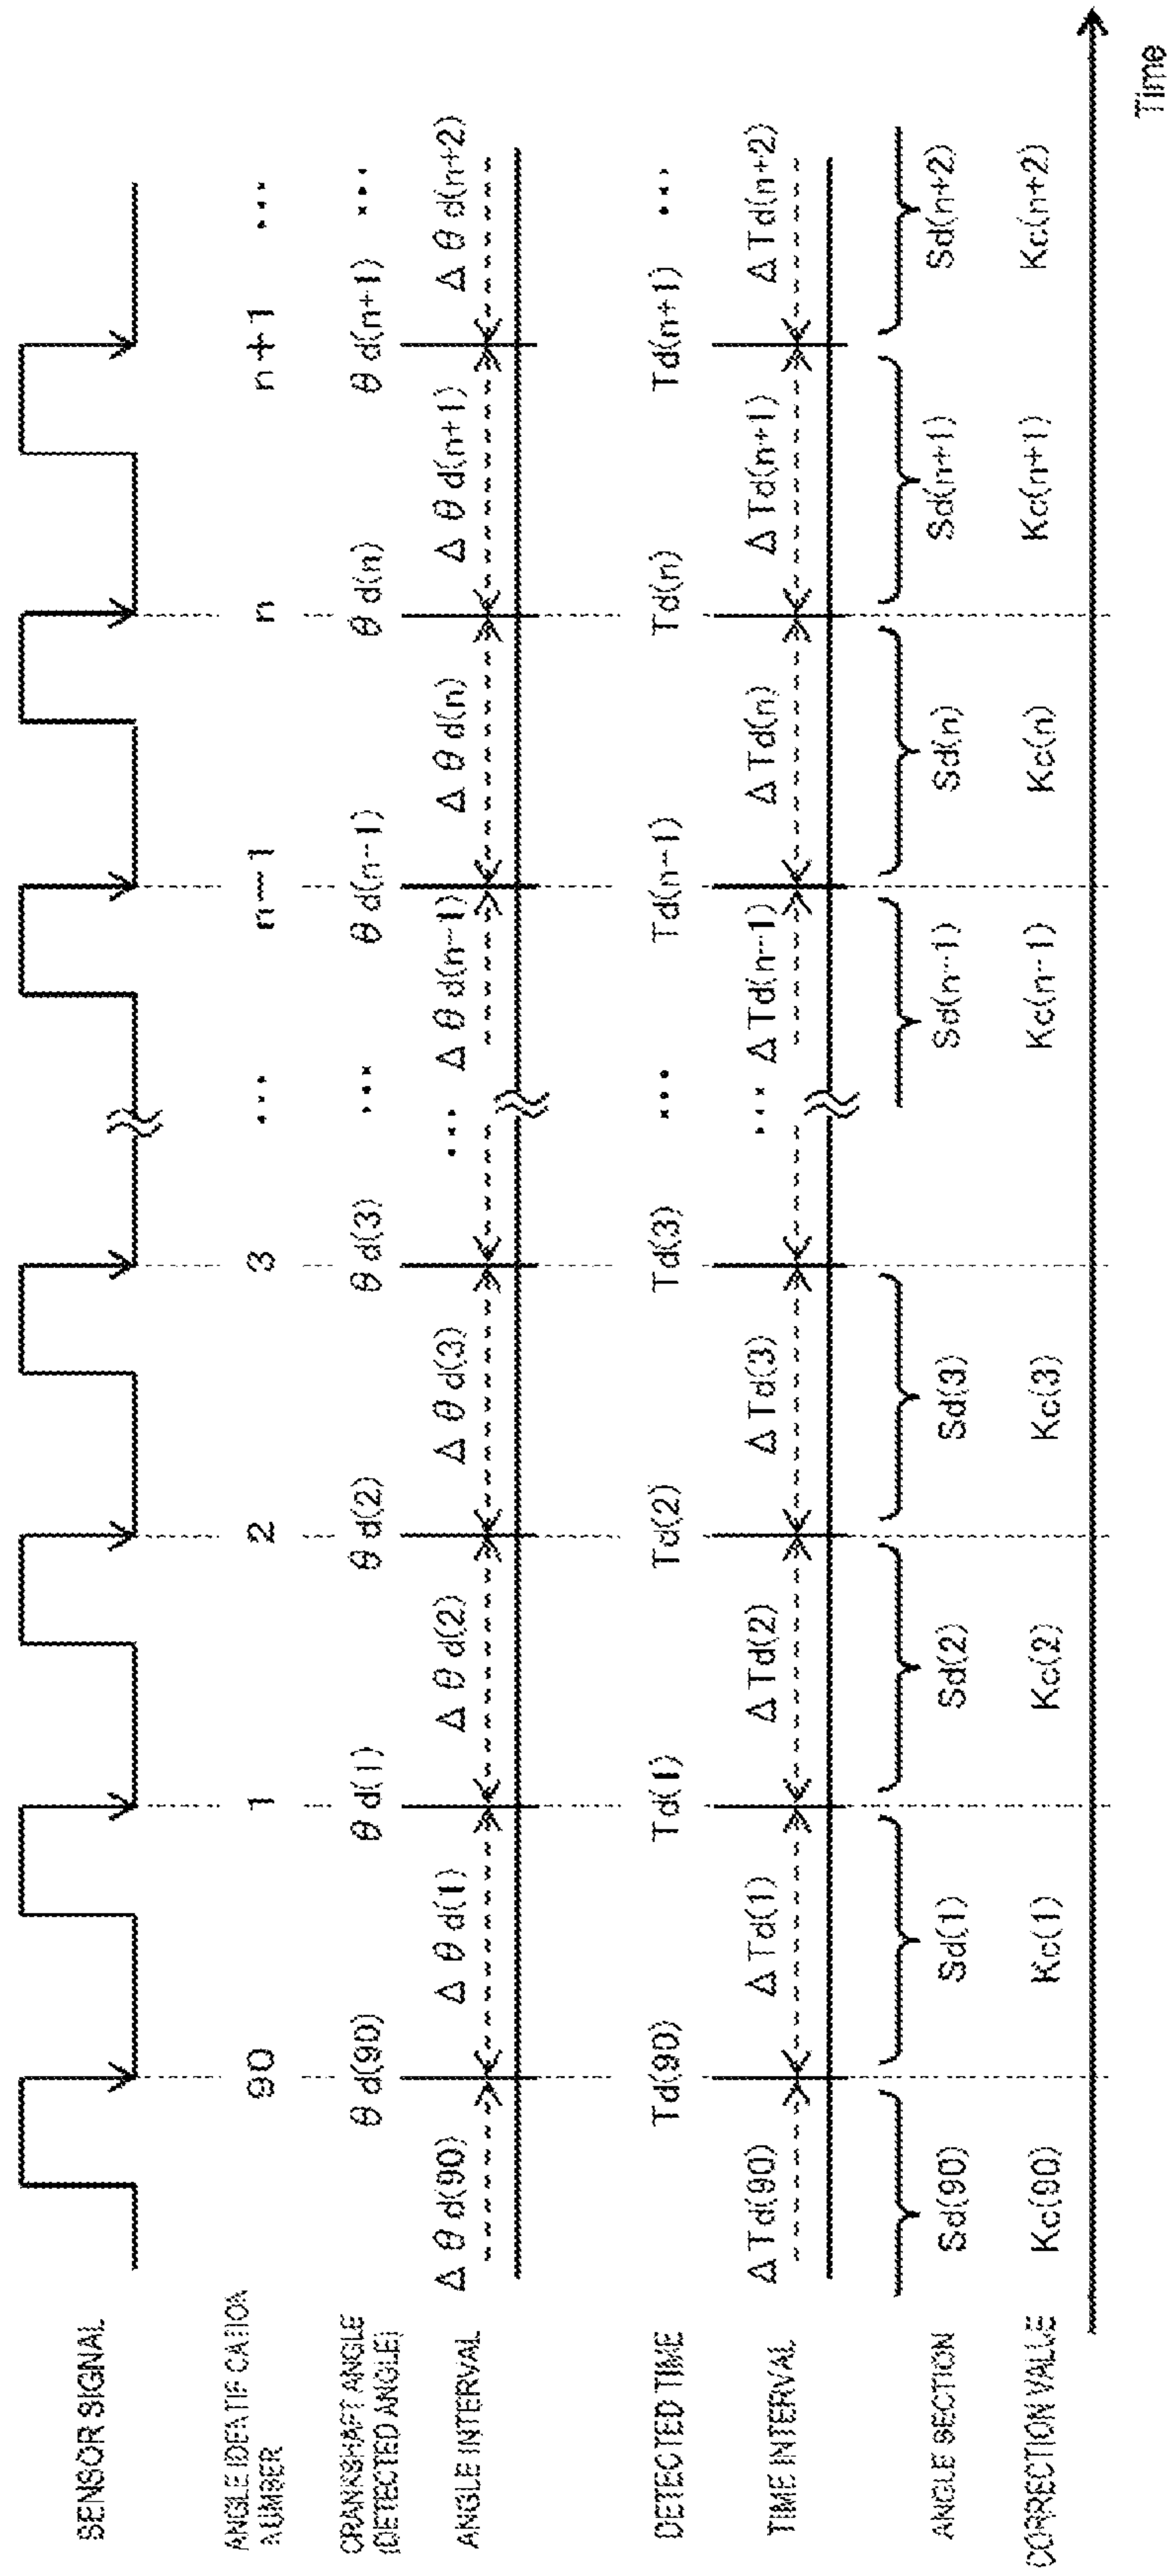 SENSOR SIGNAL
ANGLE IDENTIFICATION
NUMBER
90 1 2 3 ... n-1 n n+1 ...
CRANKSHAFT ANGLE
(DETECTED ANGLE)
θd(90) θd(1) θd(2) θd(3) ... θd(n-1) θd(n) θd(n+1) ...
ANGLE INTERVAL
Δθd(90) Δθd(1) Δθd(2) Δθd(3) ... Δθd(n-1) Δθd(n) Δθd(n+1) Δθd(n+2)
DETECTED TIME
Td(90) Td(1) Td(2) Td(3) ... Td(n-1) Td(n) Td(n+1) ...
TIME INTERVAL
ΔTd(90) ΔTd(1) ΔTd(2) ΔTd(3) ... ΔTd(n-1) ΔTd(n) ΔTd(n+1) ΔTd(n+2)
ANGLE SECTION
Sd(90) Sd(1) Sd(2) Sd(3) Sd(n-1) Sd(n) Sd(n+1) Sd(n+2)
CORRECTION VALUE
Kc(90) Kc(1) Kc(2) Kc(3) Kc(n-1) Kc(n) Kc(n+1) Kc(n+2)
Time